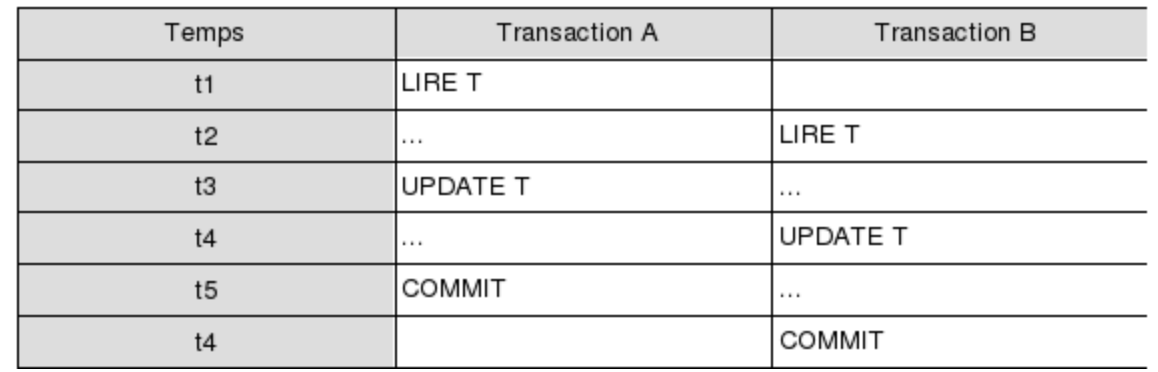 Temps Transaction A Transaction B
t1 LIRE T
t2 ... LIRE T
t3 UPDATE T ...
t4 ... UPDATE T
t5 COMMIT ...
t4 COMMIT